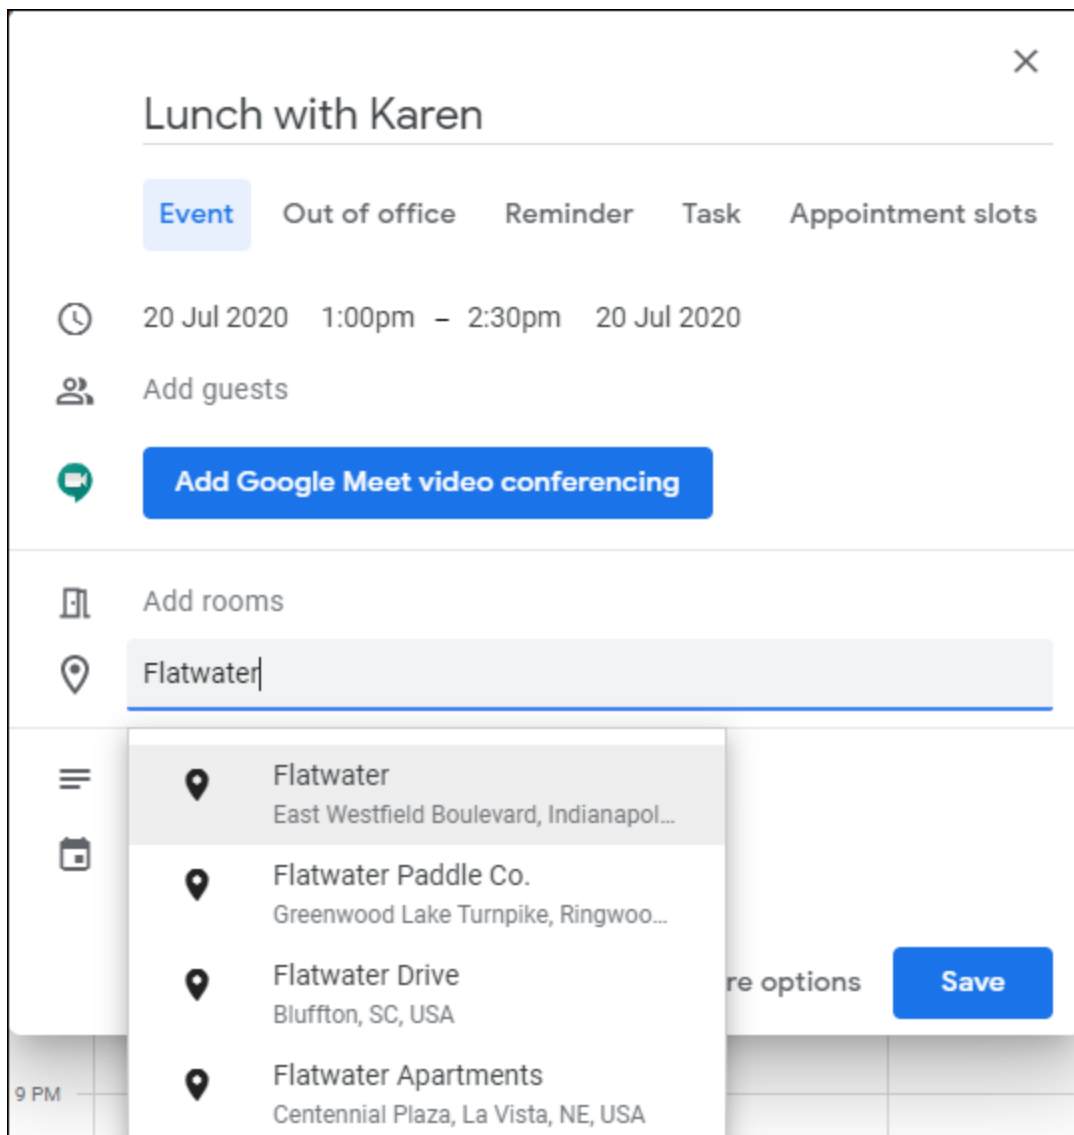 Lunch with Karen
Event Out of office Reminder Task Appointment slots
20 Jul 2020 1:00pm – 2:30pm 20 Jul 2020
Add guests
Add Google Meet video conferencing
Add rooms
Flatwater
Flatwater
East Westfield Boulevard, Indianapol...
Flatwater Paddle Co.
Greenwood Lake Turnpike, Ringwoo...
Flatwater Drive
Bluffton, SC, USA
re options Save
Flatwater Apartments
Centennial Plaza, La Vista, NE, USA
9 PM